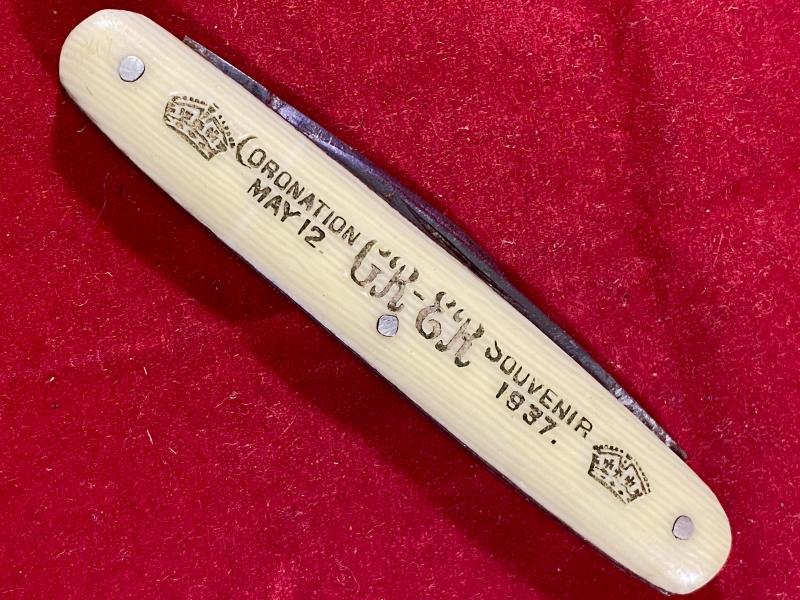 CORONATION
MAY 12.
GR-ER
SOUVENIR
1937.